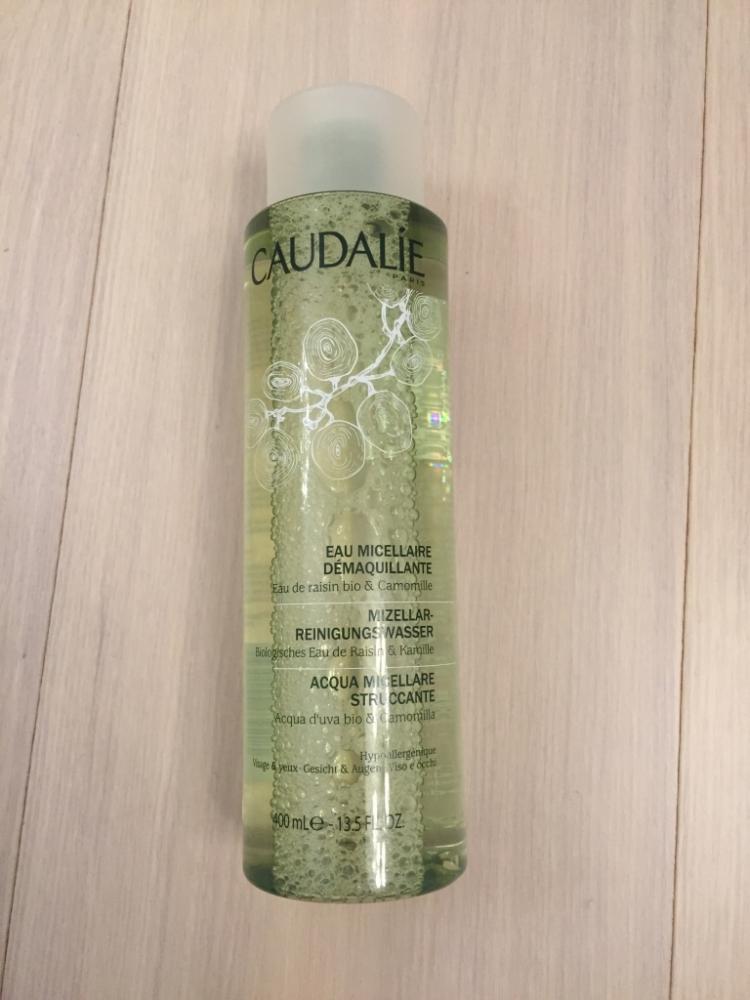 CAUDALÍE
PARIS
EAU MICELLAIRE
DÉMAQUILLANTE
Eau de raisin bio & Camomille
MIZELLAR-
REINIGUNGSWASSER
Biologisches Eau de Raisin & Kamille
ACQUA MICELLARE
STRUCCANTE
Acqua d'uva bio & Camomilla
Hypoallergénique
Visage & yeux - Gesicht & Augen - Viso e occhi
400 mL e - 13.5 FL. OZ.